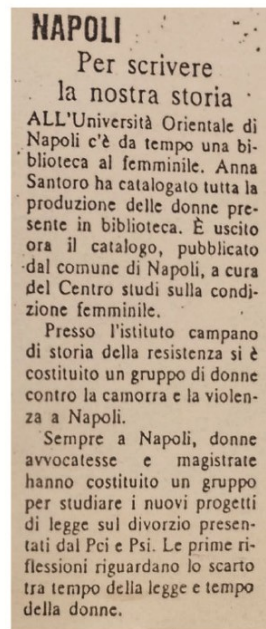 NAPOLI
Per scrivere
la nostra storia
ALL'Università Orientale di
Napoli c'è da tempo una bi-
blioteca al femminile. Anna
Santoro ha catalogato tutta la
produzione delle donne pre-
sente in biblioteca. È uscito
ora il catalogo, pubblicato
dal comune di Napoli, a cura
del Centro studi sulla condi-
zione femminile.
Presso l'istituto campano
di storia della resistenza si è
costituito un gruppo di donne
contro la camorra e la violen-
za a Napoli.
Sempre a Napoli, donne
avvocatesse e magistrate
hanno costituito un gruppo
per studiare i nuovi progetti
di legge sul divorzio presen-
tati dal Pci e Psi. Le prime ri-
flessioni riguardano lo scarto
tra tempo della legge e tempo
della donne.